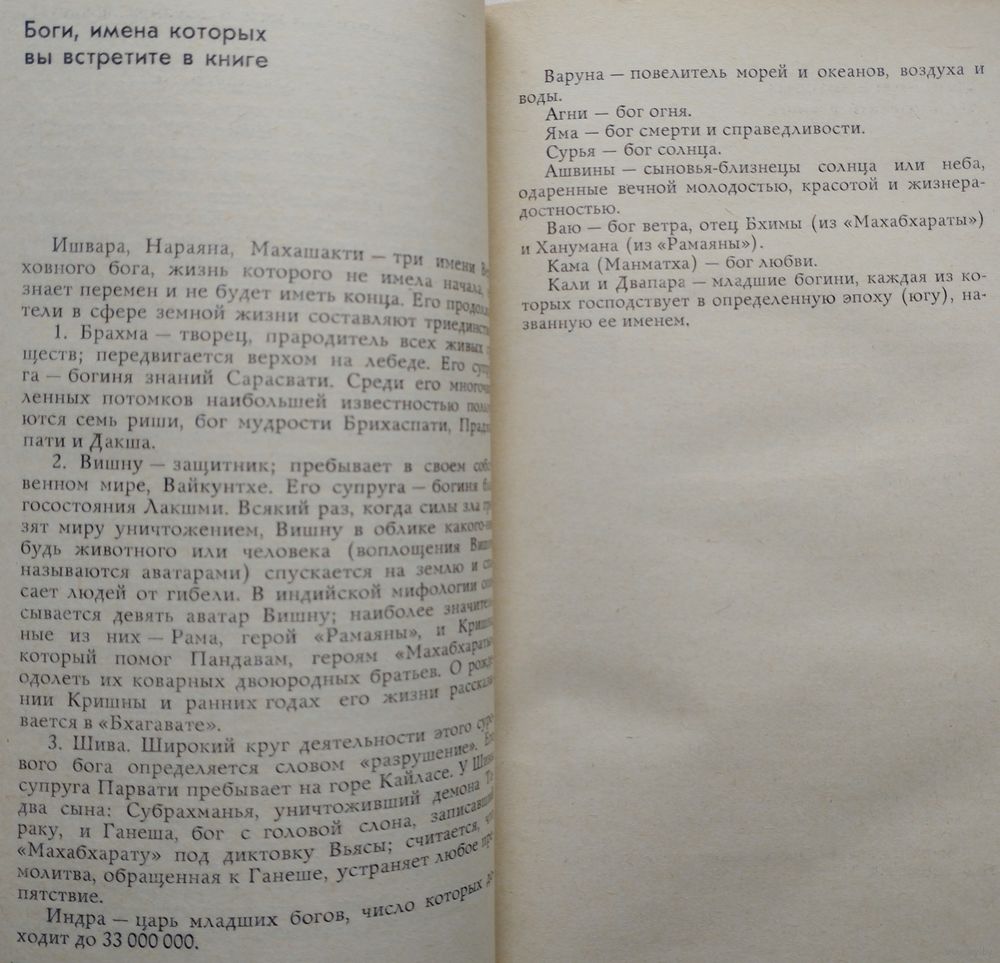 Боги, имена которых
вы встретите в книге
Ишвара, Нараяна, Махашакти — три имени
ховного бога, жизнь которого не имела начала,
знает перемен и не будет иметь конца. Его
тели в сфере земной жизни составляют
1. Брахма — творец, прародитель всех живых
ществ; передвигается верхом на лебеде. Его
га — богиня знаний Сарасвати. Среди его
ленных потомков наибольшей известностью
ются семь риши, бог мудрости Брихаспати,
пати и Дакша.
2. Вишну — защитник; пребывает в своем
венном мире, Вайкунтхе. Его супруга — богиня
госостояния Лакшми. Всякий раз, когда силы зла
зят миру уничтожением, Вишну в облике
будь животного или человека (воплощения
называются аватарами) спускается на землю и
сает людей от гибели. В индийской мифологии
сывается девять аватар Вишну; наиболее
ные из них — Рама, герой «Рамаяны», и
который помог Пандавам, героям
одолеть их коварных двоюродных братьев. О
нии Кришны и ранних годах его жизни
вается в «Бхагавате».
3. Шива. Широкий круг деятельности этого
вого бога определяется словом «разрушение».
супруга Парвати пребывает на горе Кайласе. У
два сына: Субрахманья, уничтоживший демона
раку, и Ганеша, бог с головой слона,
«Махабхарату» под диктовку Вьясы; считается,
молитва, обращенная к Ганеше, устраняет любое
пятствие.
Индра — царь младших богов, число которых до
ходит до 33 000 000.
Варуна — повелитель морей и океанов, воздуха и
воды.
Агни — бог огня.
Яма — бог смерти и справедливости.
Сурья — бог солнца.
Ашвины — сыновья-близнецы солнца или неба,
одаренные вечной молодостью, красотой и жизнера-
достностью.
Ваю — бог ветра, отец Бхимы (из «Махабхараты»)
и Ханумана (из «Рамаяны»).
Кама (Манматха) — бог любви.
Кали и Двапара — младшие богини, каждая из ко-
торых господствует в определенную эпоху (югу), на-
званную ее именем.